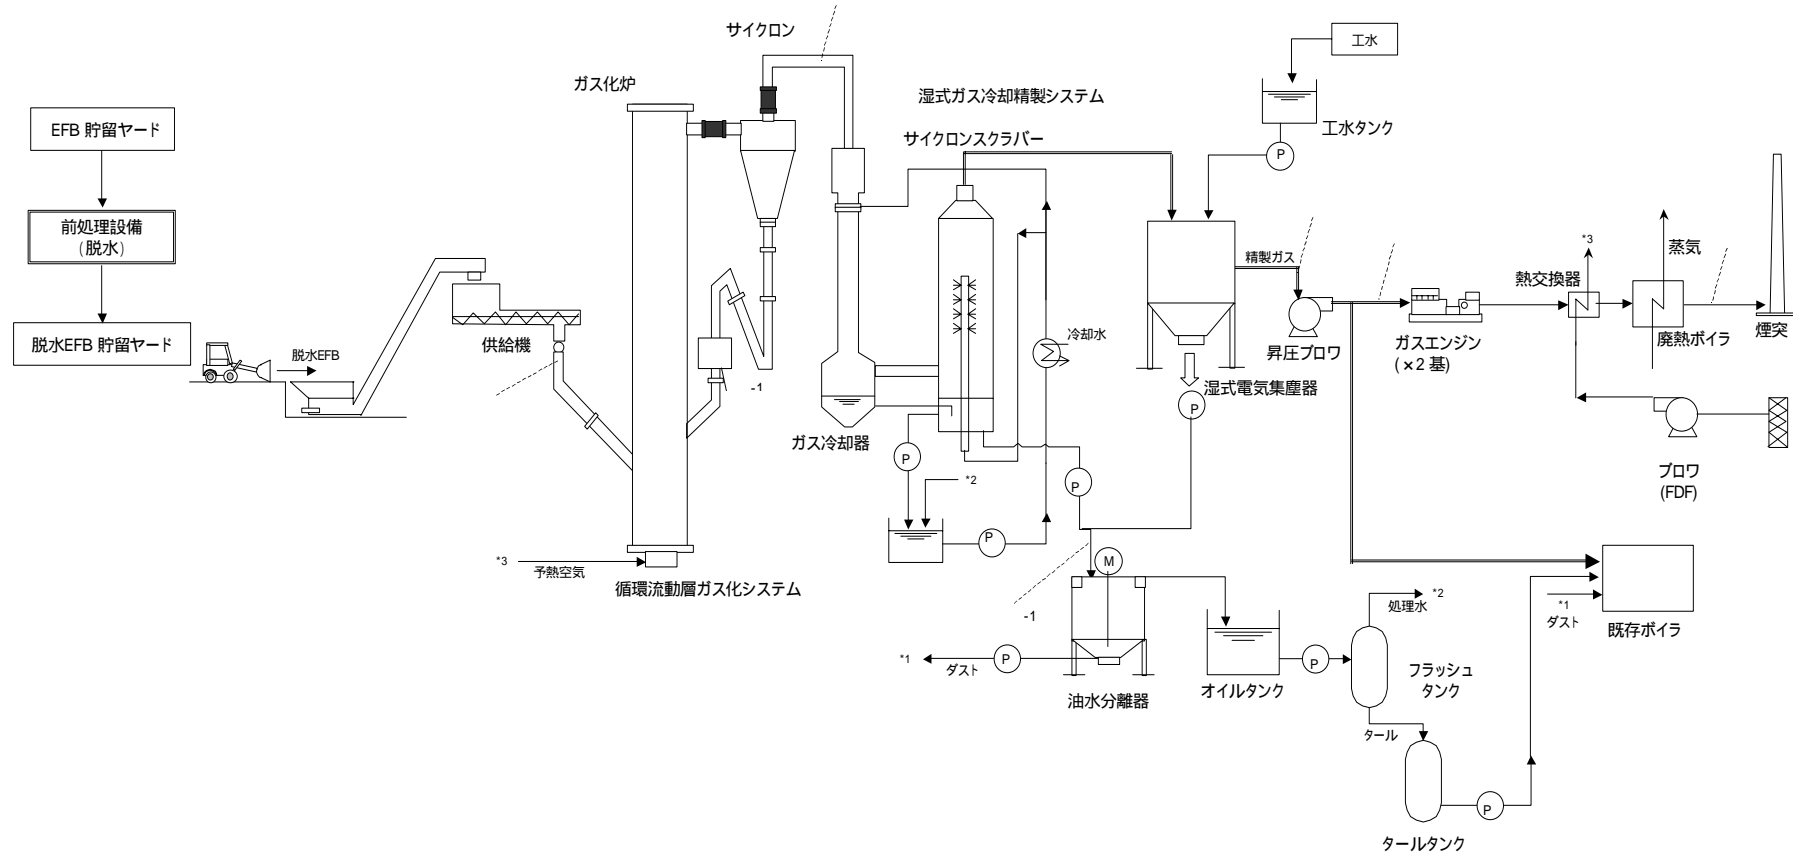 サイクロン
工水
ガス化炉
湿式ガス冷却精製システム
EFB 貯留ヤード
サイクロンスクラバー
工水タンク
P
前処理設備
(脱水)
*3
蒸気
精製ガス
熱交換器
脱水EFB 貯留ヤード
供給機
脱水EFB
冷却水
昇圧ブロワ
ガスエンジン
(×2 基)
廃熱ボイラ
煙突
-1
湿式電気集塵器
P
ガス冷却器
P
*2
P
ブロワ
(FDF)
P
*3
予熱空気
循環流動層ガス化システム
M
-1
処理水
*2
*1
ダスト
既存ボイラ
*1
ダスト
P
油水分離器
オイルタンク
P
フラッシュ
タンク
タール
P
タールタンク